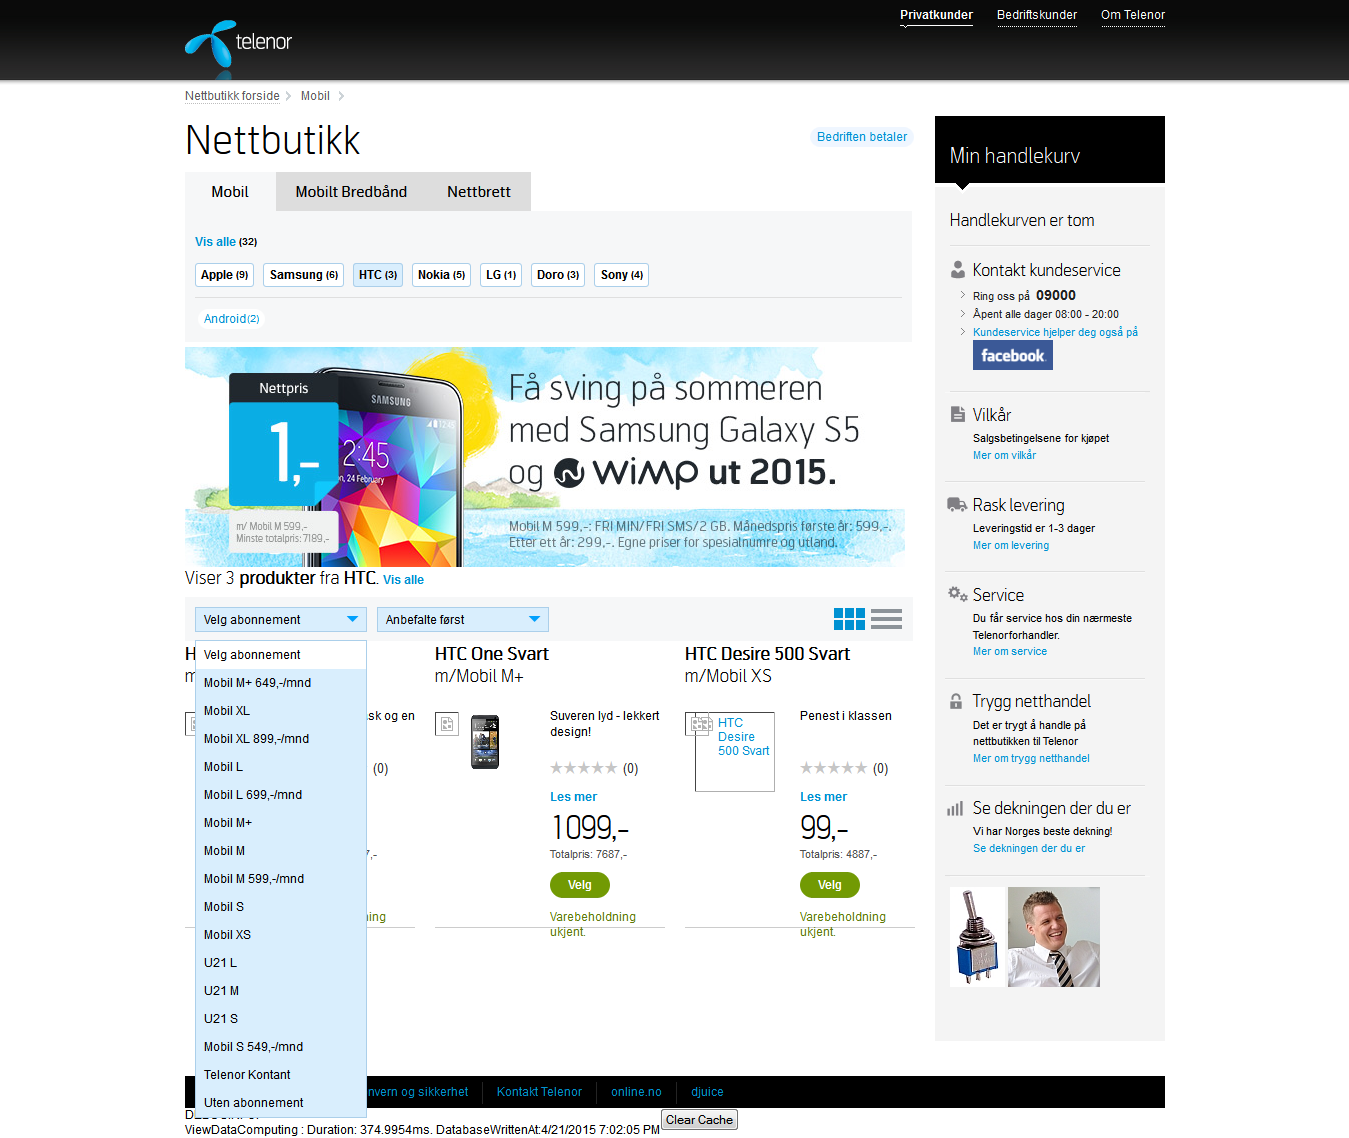 Privatkunder Bedriftskunder Om Telenor
telenor
Nettbutikk forside Mobil
Nettbutikk
Bedriften betaler
Mobil Mobilt Bredbånd Nettbrett
Vis alle (32)
Apple (9) Samsung (6) HTC (3) Nokia (5) LG (1) Doro (3) Sony (4)
Android(2)
Nettpris
1,-
m/ Mobil M 599,-
Minste totalpris: 7189,-
SAMSUNG
12:45
2:45
on, 24 February
Få sving på sommeren
med Samsung Galaxy S5
og WiMP ut 2015.
Mobil M 599,-: FRI MIN/FRI SMS/2 GB. Månedspris første år: 599,-.
Etter ett år: 299,-. Egne priser for spesialnumre og utland.
Viser 3 produkter fra HTC. Vis alle
Velg abonnement Anbefalte først
Velg abonnement
Mobil M+ 649,-/mnd
Mobil XL
Mobil XL 899,-/mnd
Mobil L
Mobil L 699,-/mnd
Mobil M+
Mobil M
Mobil M 599,-/mnd
Mobil S
Mobil XS
U21 L
U21 M
U21 S
Mobil S 549,-/mnd
Telenor Kontant
Uten abonnement
H
m
sk og en
(0)
7,-
ning
HTC One Svart
m/Mobil M+
Suveren lyd - lekkert
design!
(0)
Les mer
1099,-
Totalpris: 7687,-
Velg
Varebeholdning
ukjent.
HTC Desire 500 Svart
m/Mobil XS
HTC
Desire
500 Svart
Penest i klassen
(0)
Les mer
99,-
Totalpris: 4887,-
Velg
Varebeholdning
ukjent.
Min handlekurv
Handlekurven er tom
Kontakt kundeservice
Ring oss på 09000
Åpent alle dager 08:00 - 20:00
Kundeservice hjelper deg også på
facebook
Vilkår
Salgsbetingelsene for kjøpet
Mer om vilkår
Rask levering
Leveringstid er 1-3 dager
Mer om levering
Service
Du får service hos din nærmeste
Telenorforhandler.
Mer om service
Trygg netthandel
Det er trygt å handle på
nettbutikken til Telenor
Mer om trygg netthandel
Se dekningen der du er
Vi har Norges beste dekning!
Se dekningen der du er
nvern og sikkerhet Kontakt Telenor online.no djuice
Clear Cache
ViewDataComputing : Duration: 374.9954ms. DatabaseWrittenAt:4/21/2015 7:02:05 PM